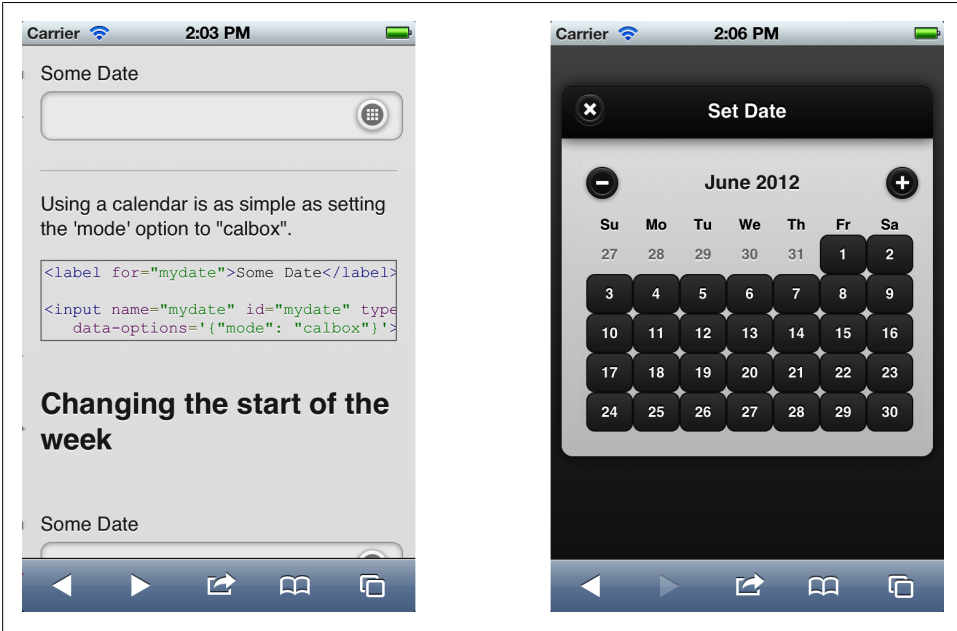 Carrier 2:03 PM
Some Date
Using a calendar is as simple as setting
the 'mode' option to "calbox".
<label for="mydate">Some Date</label>
<input name="mydate" id="mydate" type
data-options='{"mode": "calbox"}'>
Changing the start of the
week
Some Date
Carrier 2:06 PM
Set Date
June 2012
Su Mo Tu We Th Fr Sa
27 28 29 30 31 1 2
3 4 5 6 7 8 9
10 11 12 13 14 15 16
17 18 19 20 21 22 23
24 25 26 27 28 29 30